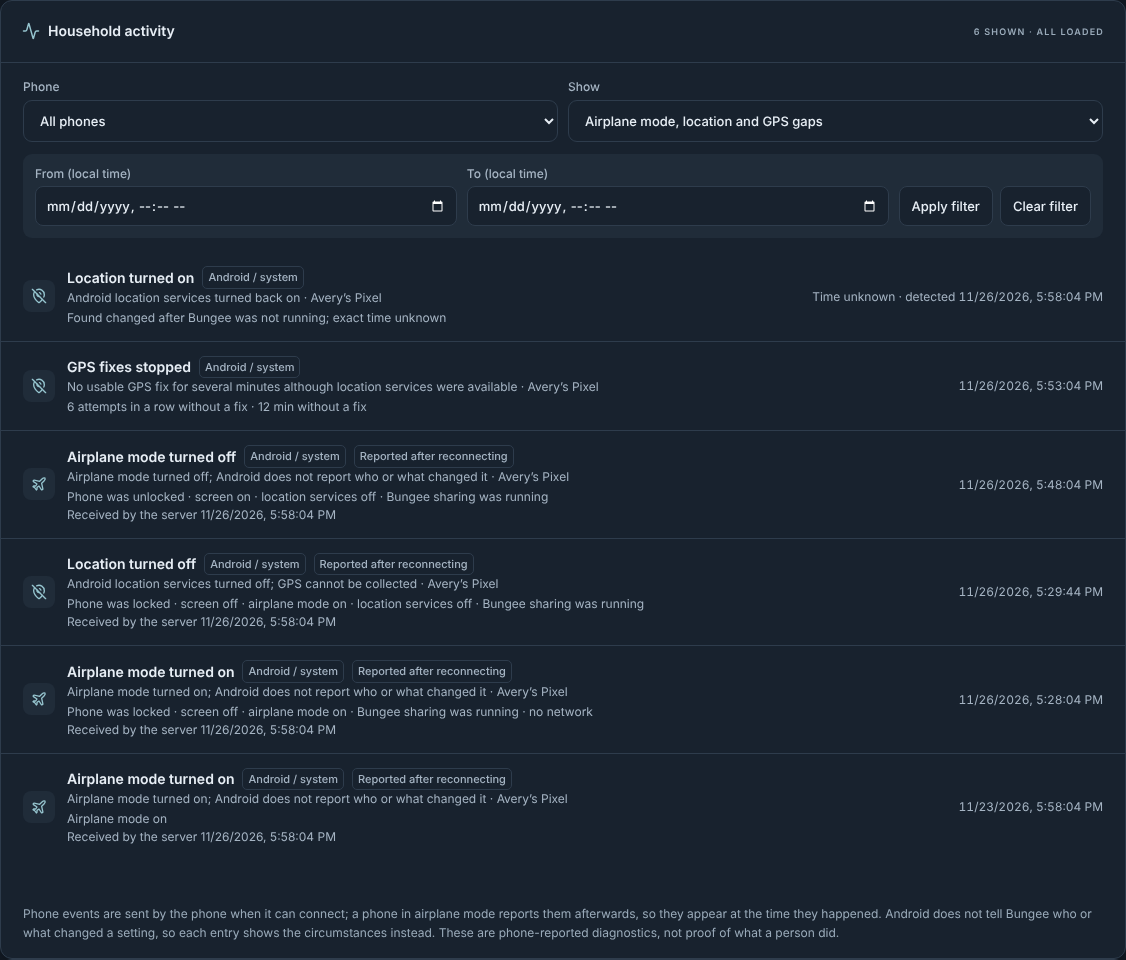 Household activity
6 SHOWN · ALL LOADED
Phone
Show
All phones
Airplane mode, location and GPS gaps
From (local time)
To (local time)
mm/dd/yyyy, --:-- --
mm/dd/yyyy, --:-- --
Apply filter
Clear filter
Location turned on Android / system
Android location services turned back on · Avery’s Pixel
Found changed after Bungee was not running; exact time unknown
Time unknown · detected 11/26/2026, 5:58:04 PM
GPS fixes stopped Android / system
No usable GPS fix for several minutes although location services were available · Avery’s Pixel
6 attempts in a row without a fix · 12 min without a fix
11/26/2026, 5:53:04 PM
Airplane mode turned off Android / system Reported after reconnecting
Airplane mode turned off; Android does not report who or what changed it · Avery’s Pixel
Phone was unlocked · screen on · location services off · Bungee sharing was running
Received by the server 11/26/2026, 5:58:04 PM
11/26/2026, 5:48:04 PM
Location turned off Android / system Reported after reconnecting
Android location services turned off; GPS cannot be collected · Avery’s Pixel
Phone was locked · screen off · airplane mode on · location services off · Bungee sharing was running
Received by the server 11/26/2026, 5:58:04 PM
11/26/2026, 5:29:44 PM
Airplane mode turned on Android / system Reported after reconnecting
Airplane mode turned on; Android does not report who or what changed it · Avery’s Pixel
Phone was locked · screen off · airplane mode on · Bungee sharing was running · no network
Received by the server 11/26/2026, 5:58:04 PM
11/26/2026, 5:28:04 PM
Airplane mode turned on Android / system Reported after reconnecting
Airplane mode turned on; Android does not report who or what changed it · Avery’s Pixel
Airplane mode on
Received by the server 11/26/2026, 5:58:04 PM
11/23/2026, 5:58:04 PM
Phone events are sent by the phone when it can connect; a phone in airplane mode reports them afterwards, so they appear at the time they happened. Android does not tell Bungee who or
what changed a setting, so each entry shows the circumstances instead. These are phone-reported diagnostics, not proof of what a person did.